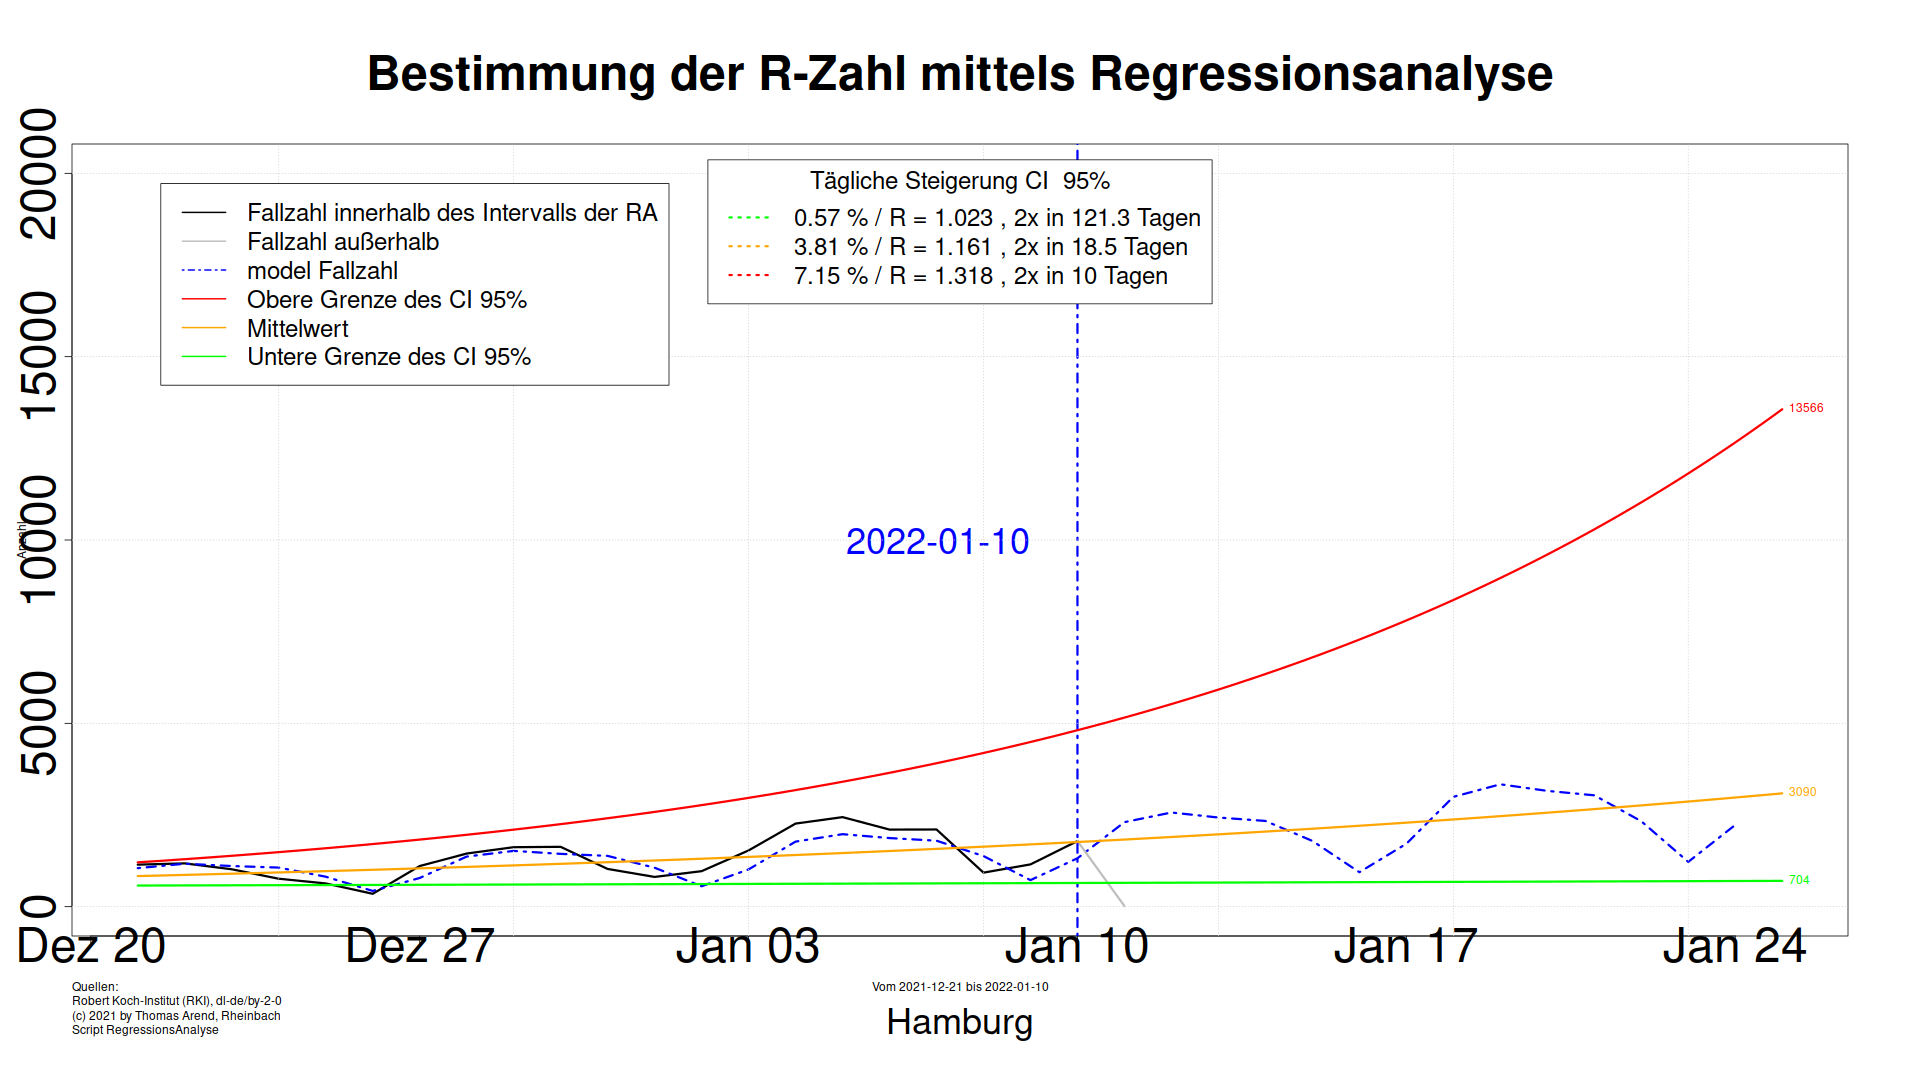 Bestimmung der R-Zahl mittels Regressionsanalyse
Fallzahl innerhalb des Intervalls der RA
Fallzahl außerhalb
model Fallzahl
Obere Grenze des CI 95%
Mittelwert
Untere Grenze des CI 95%
Tägliche Steigerung CI  95%
0.57 % / R = 1.023 , 2x in 121.3 Tagen
3.81 % / R = 1.161 , 2x in 18.5 Tagen
7.15 % / R = 1.318 , 2x in 10 Tagen
20000
15000
10000
5000
0
Anzahl
2022-01-10
13566
3090
704
Dez 20
Dez 27
Jan 03
Jan 10
Jan 17
Jan 24
Quellen:
Robert Koch-Institut (RKI), dl-de/by-2-0
(c) 2021 by Thomas Arend, Rheinbach
Script RegressionsAnalyse
Vom 2021-12-21 bis 2022-01-10
Hamburg